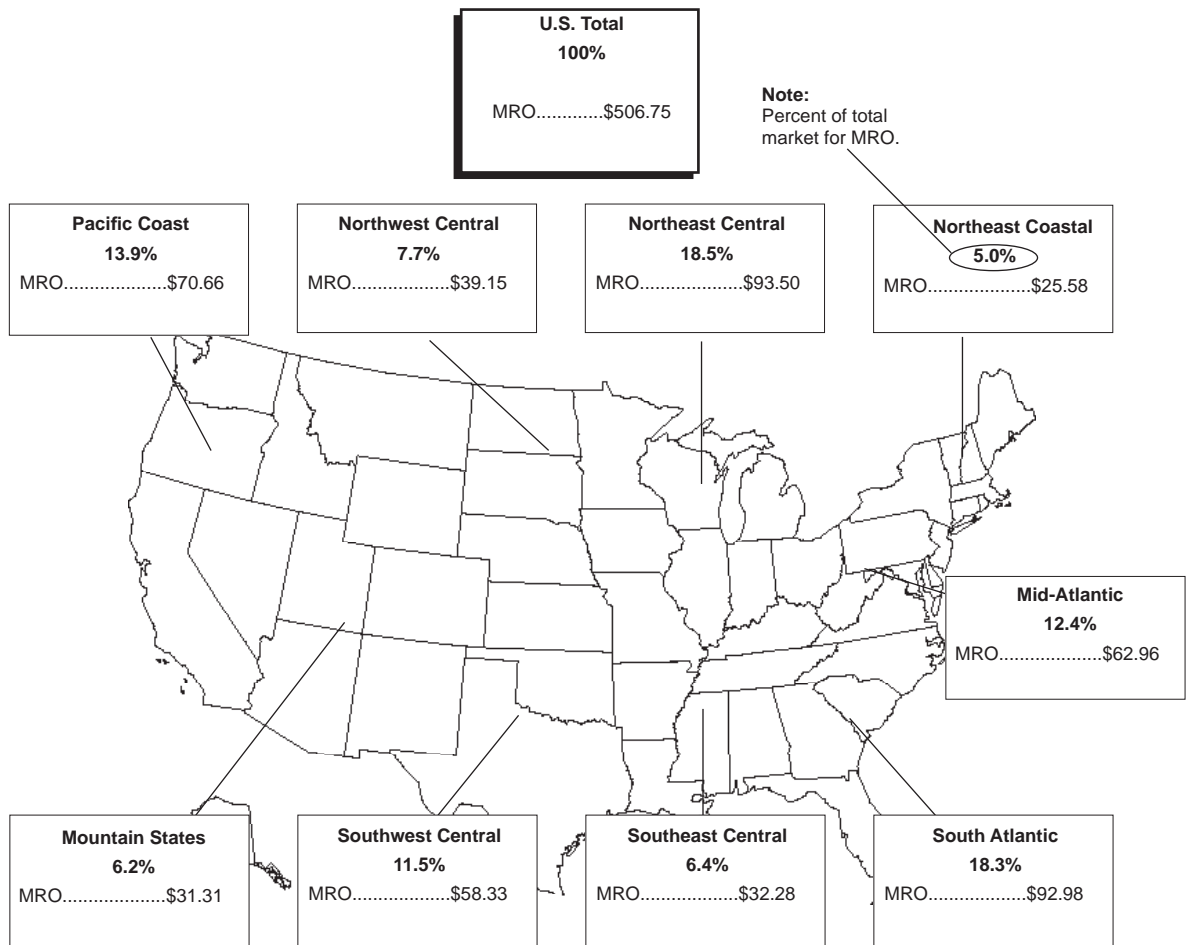 U.S. Total
100%
MRO.............$506.75
Note:
Percent of total
market for MRO.
Pacific Coast
13.9%
MRO....................$70.66
Northwest Central
7.7%
MRO....................$39.15
Northeast Central
18.5%
MRO....................$93.50
Northeast Coastal
5.0%
MRO....................$25.58
Mid-Atlantic
12.4%
MRO....................$62.96
Mountain States
6.2%
MRO....................$31.31
Southwest Central
11.5%
MRO....................$58.33
Southeast Central
6.4%
MRO....................$32.28
South Atlantic
18.3%
MRO....................$92.98